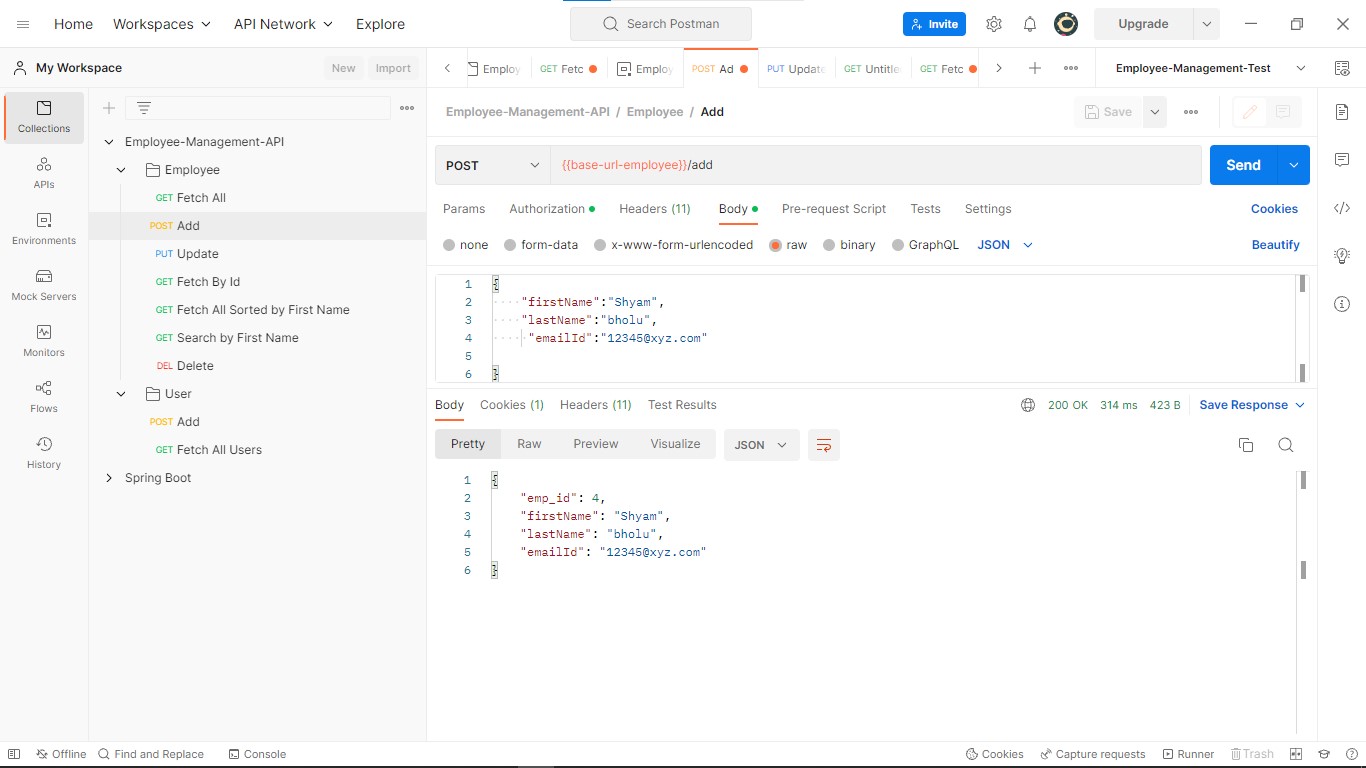 Home Workspaces API Network Explore Search Postman Invite Upgrade
My Workspace New Import
Employ GET Fetc Employ POST Ad PUT Update GET Untitle GET Fetc Employee-Management-Test
Collections
APIs
Environments
Mock Servers
Monitors
Flows
History
Employee-Management-API
Employee
GET Fetch All
POST Add
PUT Update
GET Fetch By Id
GET Fetch All Sorted by First Name
GET Search by First Name
DEL Delete
User
POST Add
GET Fetch All Users
Spring Boot
Employee-Management-API / Employee / Add Save
POST {{base-url-employee}}/add Send
Params Authorization Headers (11) Body Pre-request Script Tests Settings Cookies
none form-data x-www-form-urlencoded raw binary GraphQL JSON Beautify
1 {
2 "firstName":"Shyam",
3 "lastName":"bholu",
4 "emailId":"12345@xyz.com"
5
6 }
Body Cookies (1) Headers (11) Test Results 200 OK 314 ms 423 B Save Response
Pretty Raw Preview Visualize JSON
1 {
2 "emp_id": 4,
3 "firstName": "Shyam",
4 "lastName": "bholu",
5 "emailId": "12345@xyz.com"
6 }
Offline Find and Replace Console Cookies Capture requests Runner Trash